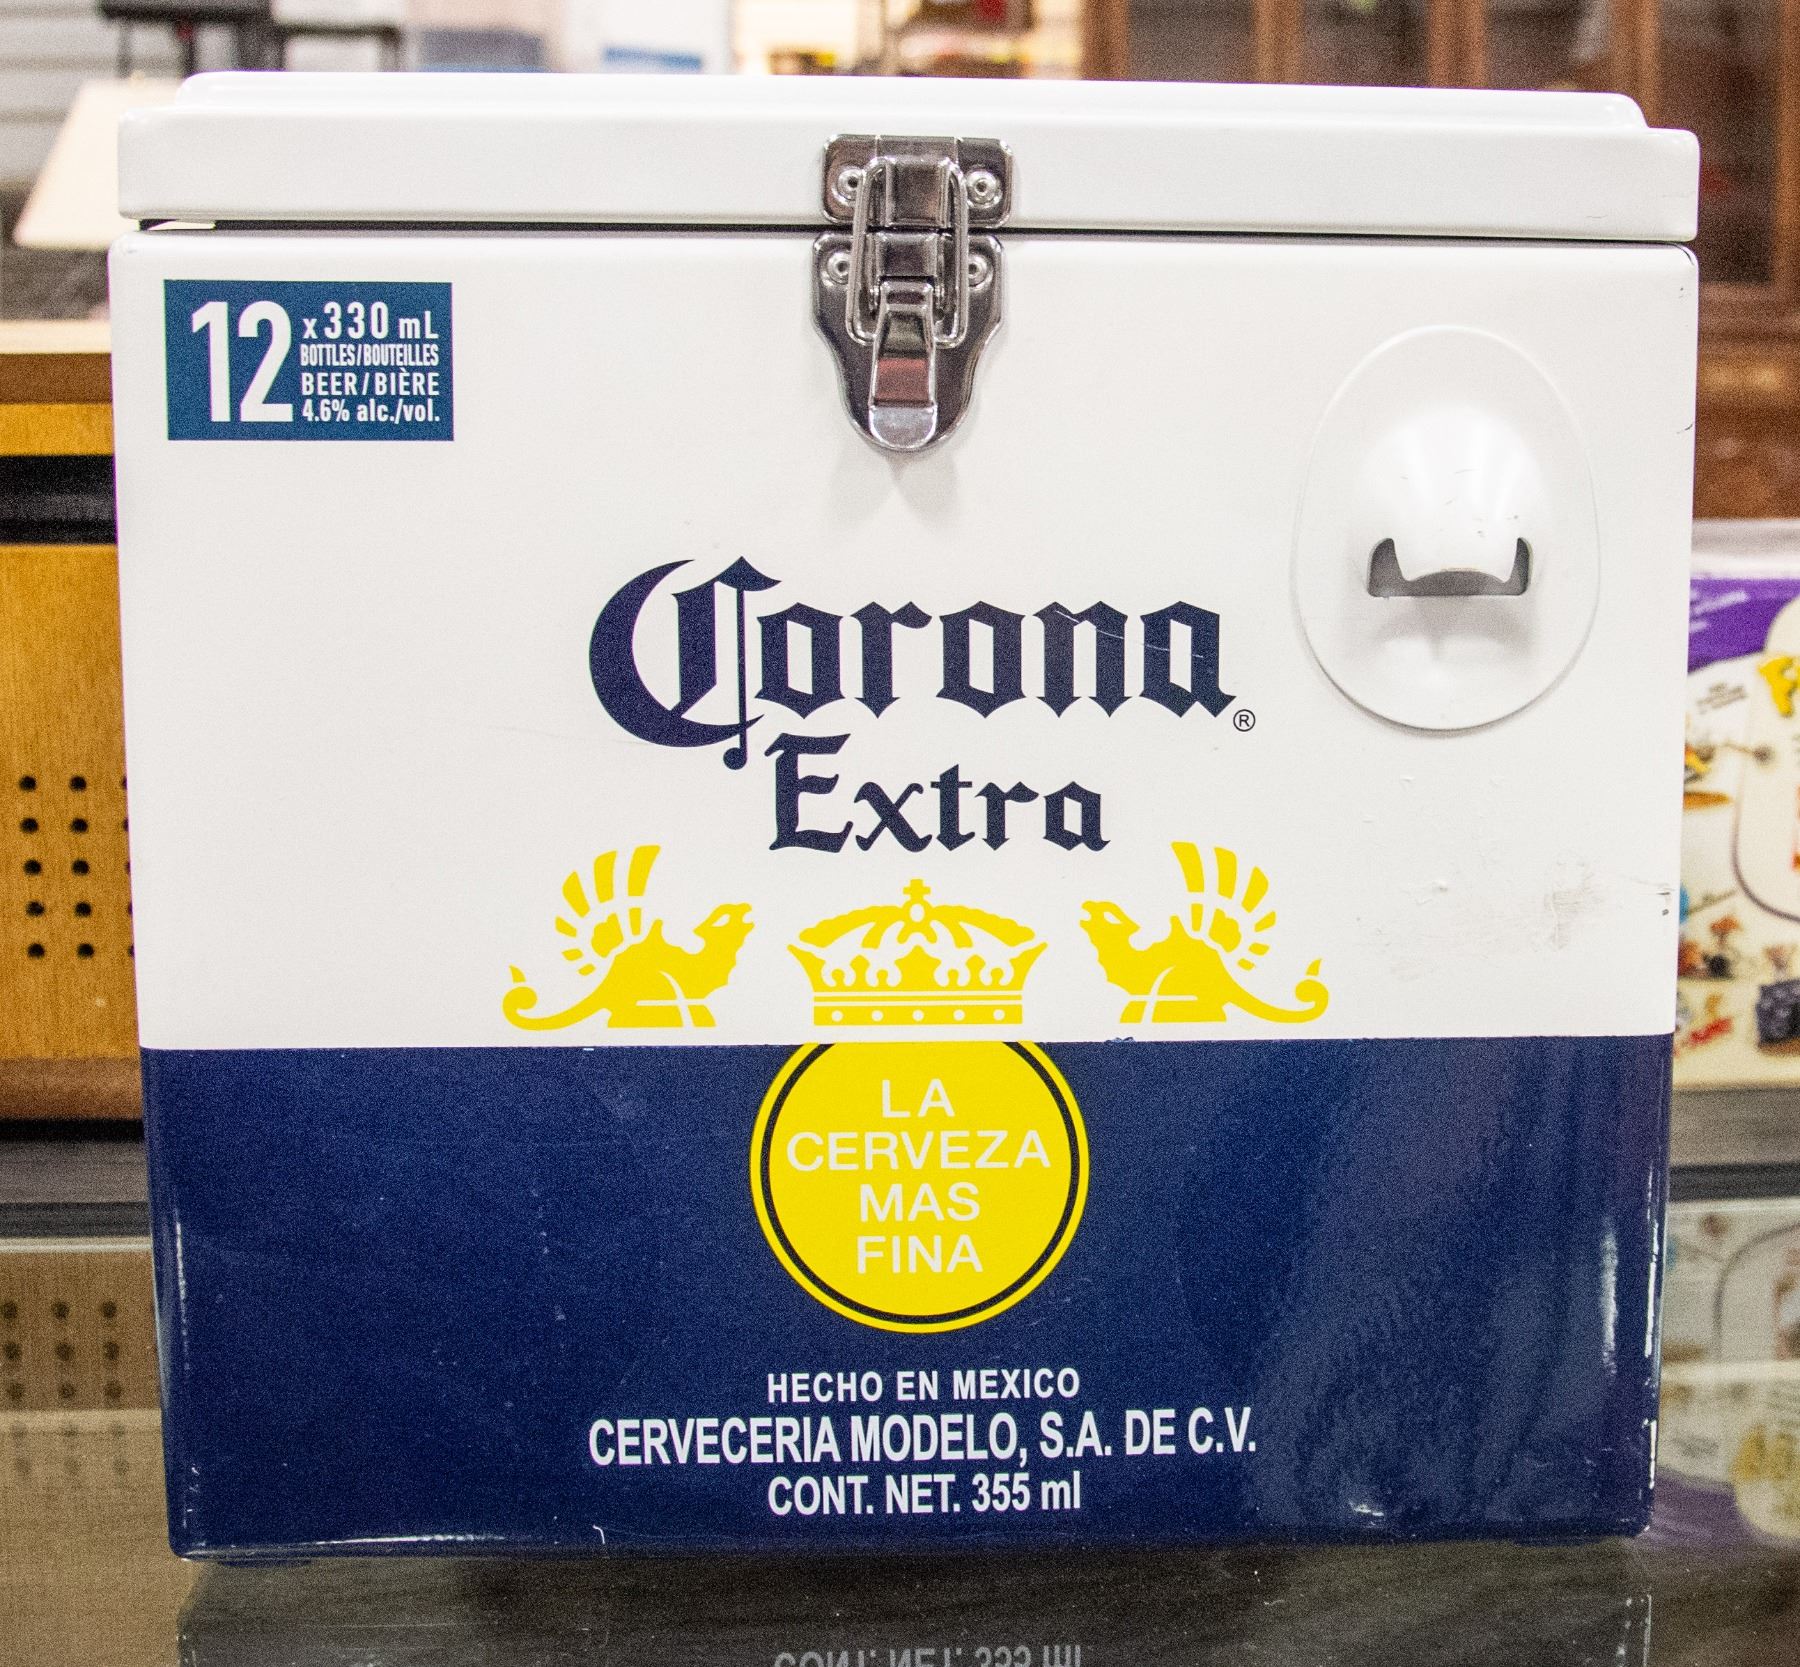 12 x 330 mL
BOTTLES/BOUTEILLES
BEER/BIÈRE
4.6% alc./vol.
Corona
®
Extra
LA
CERVEZA
MAS
FINA
HECHO EN MEXICO
CERVECERIA MODELO, S.A. DE C.V.
CONT. NET. 355 ml